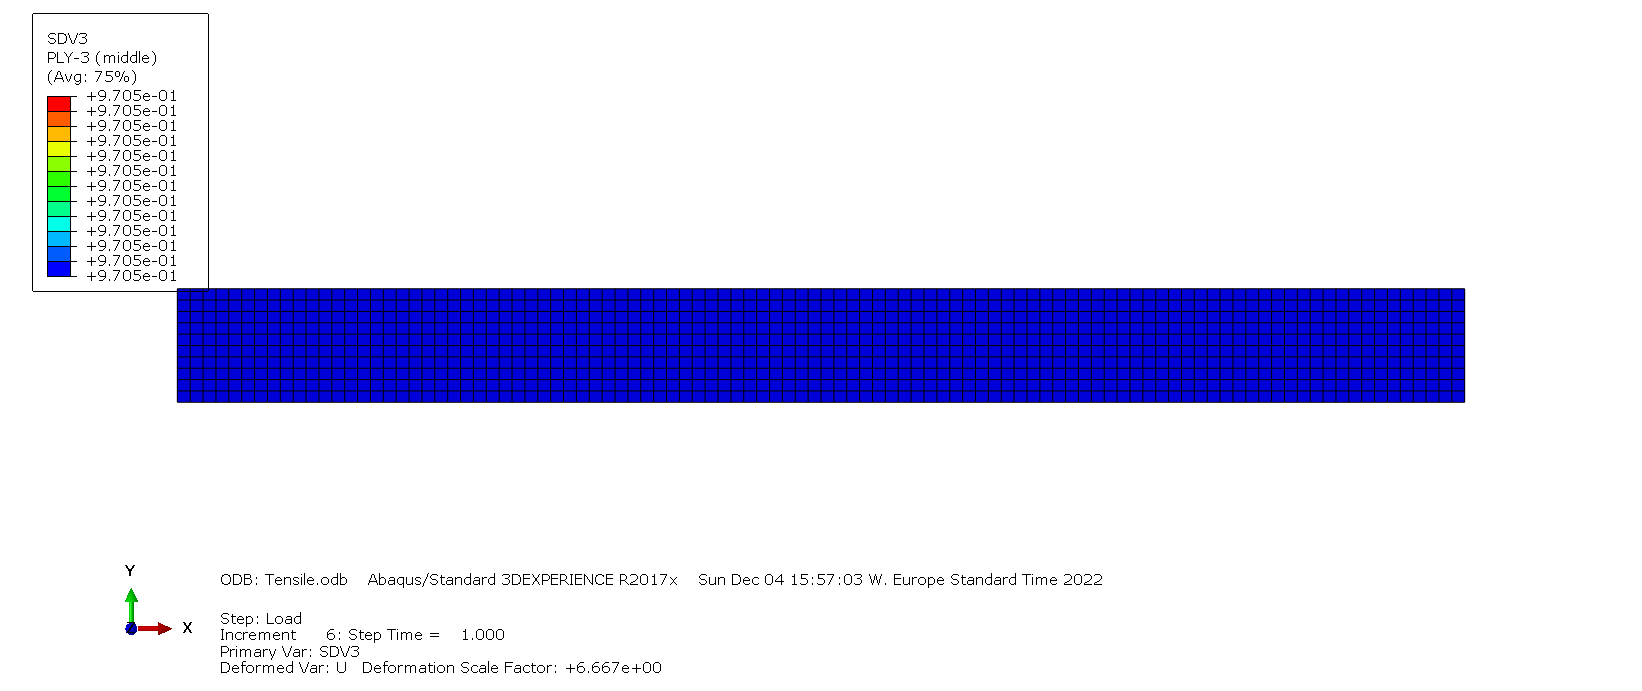 SDV3
PLY-3 (middle)
(Avg: 75%)
+9.705e-01
+9.705e-01
+9.705e-01
+9.705e-01
+9.705e-01
+9.705e-01
+9.705e-01
+9.705e-01
+9.705e-01
+9.705e-01
+9.705e-01
+9.705e-01
+9.705e-01
Y
Z
X
ODB: Tensile.odb Abaqus/Standard 3DEXPERIENCE R2017x Sun Dec 04 15:57:03 W. Europe Standard Time 2022
Step: Load
Increment 6: Step Time = 1.000
Primary Var: SDV3
Deformed Var: U Deformation Scale Factor: +6.667e+00